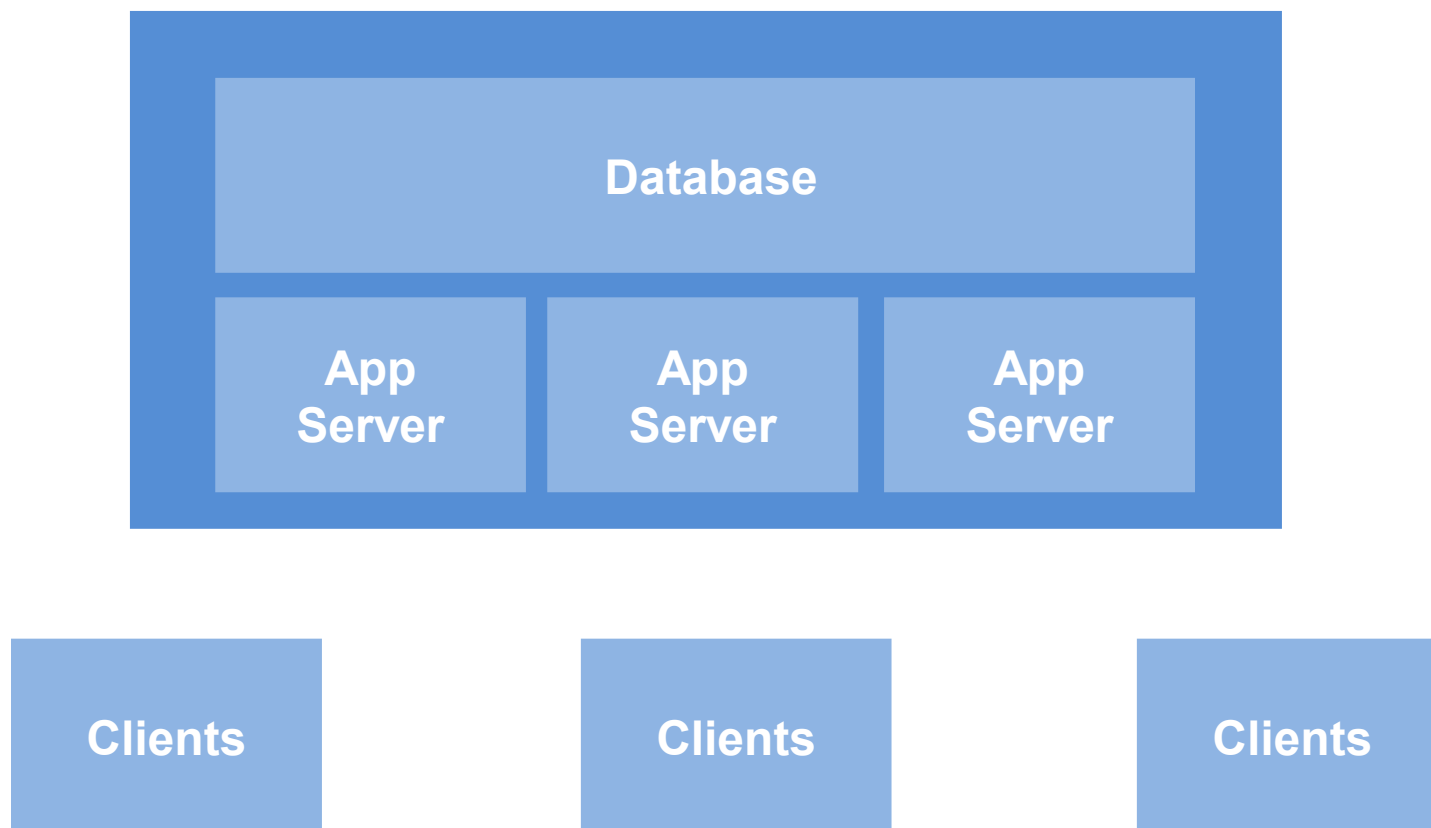 Database
App
Server
App
Server
App
Server
Clients
Clients
Clients